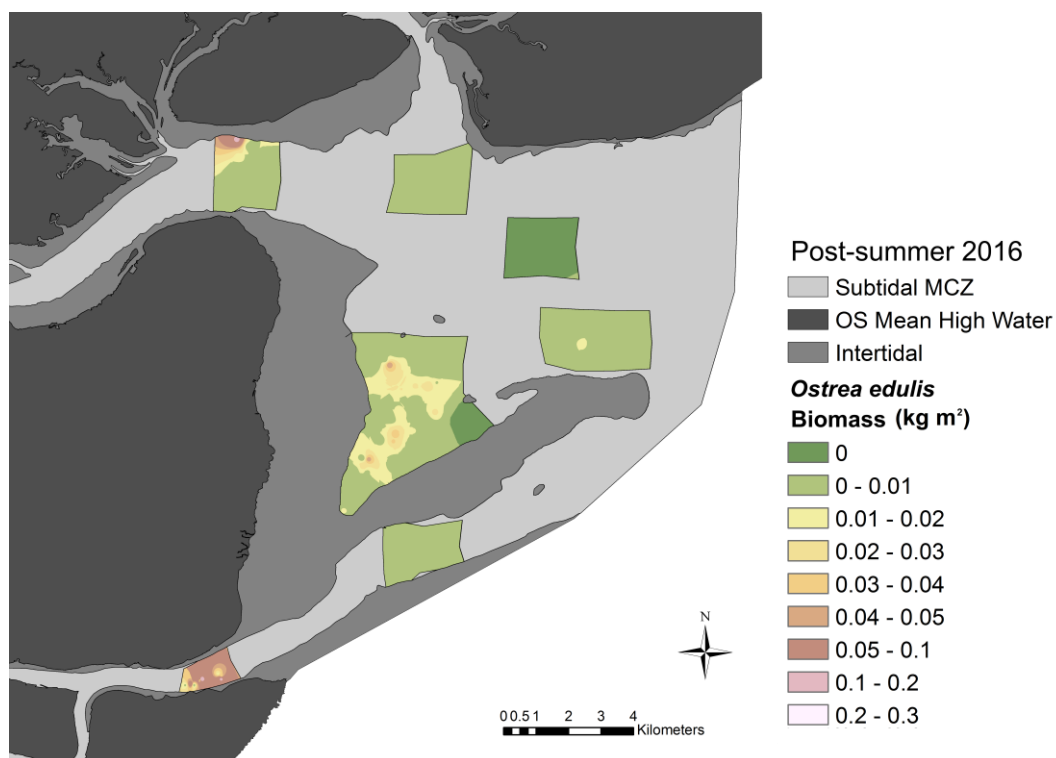 Post-summer 2016
Subtidal MCZ
OS Mean High Water
Intertidal
Ostrea edulis
Biomass (kg m²)
0
0 - 0.01
0.01 - 0.02
0.02 - 0.03
0.03 - 0.04
0.04 - 0.05
0.05 - 0.1
0.1 - 0.2
0.2 - 0.3
N
0 0.5 1 2 3 4
Kilometers